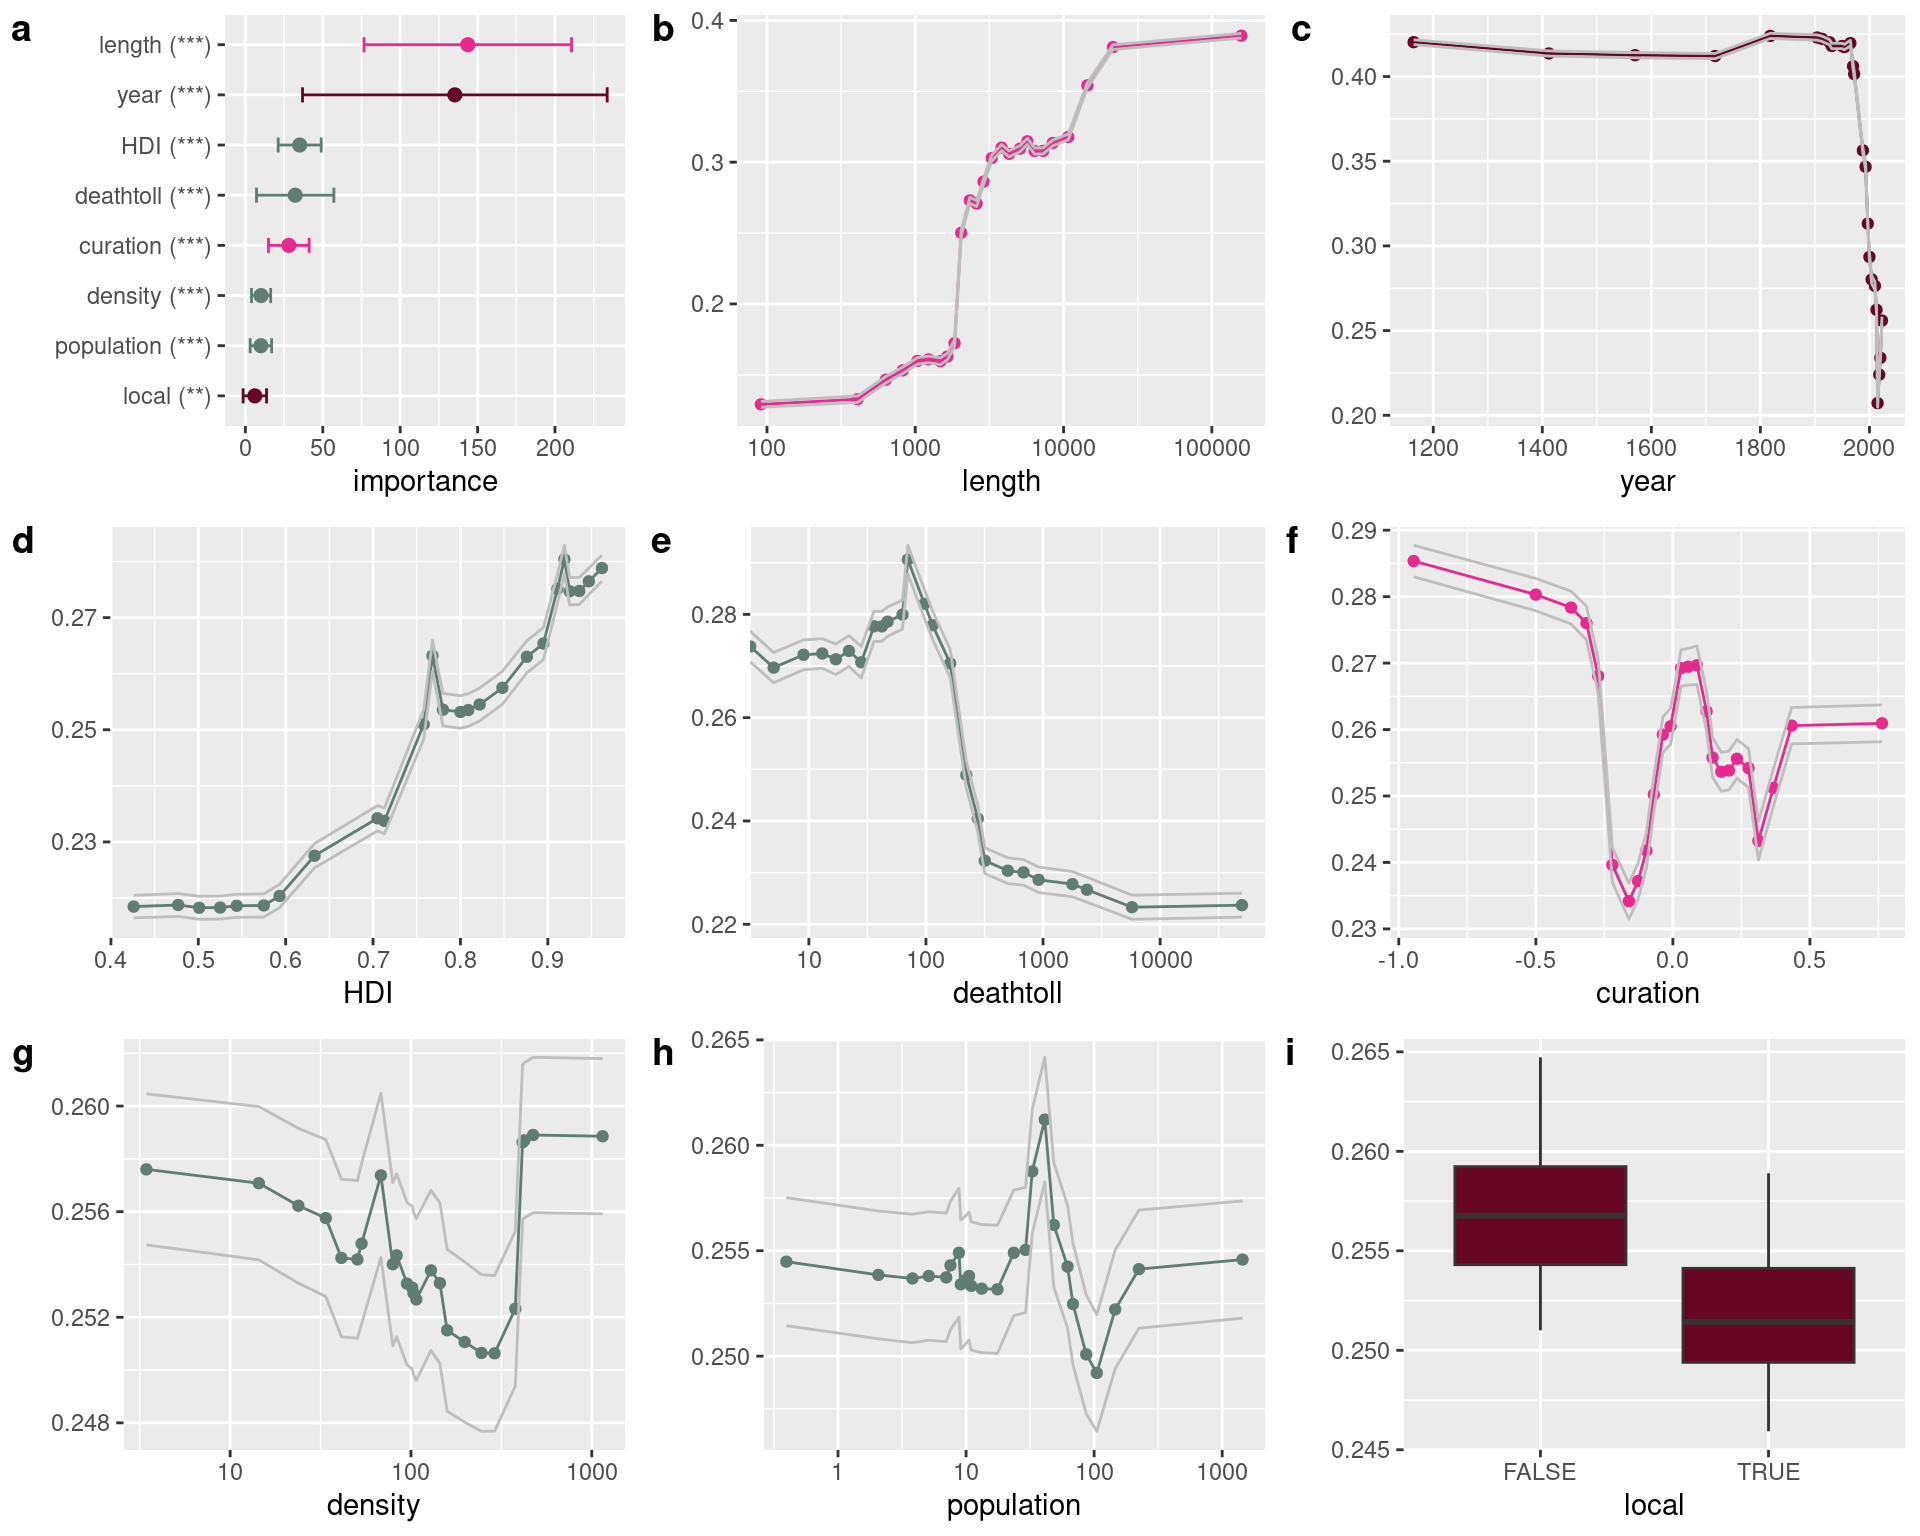 a
length (***)
year (***)
HDI (***)
deathtoll (***)
curation (***)
density (***)
population (***)
local (**)
0 50 100 150 200
importance
b
0.4
0.3
0.2
100 1000 10000 100000
length
c
0.40
0.35
0.30
0.25
0.20
1200 1400 1600 1800 2000
year
d
0.27
0.25
0.23
0.4 0.5 0.6 0.7 0.8 0.9
HDI
e
0.28
0.26
0.24
0.22
10 100 1000 10000
deathtoll
f
0.29
0.28
0.27
0.26
0.25
0.24
0.23
-1.0 -0.5 0.0 0.5
curation
g
0.260
0.256
0.252
0.248
10 100 1000
density
h
0.265
0.260
0.255
0.250
1 10 100 1000
population
i
0.265
0.260
0.255
0.250
0.245
FALSE TRUE
local